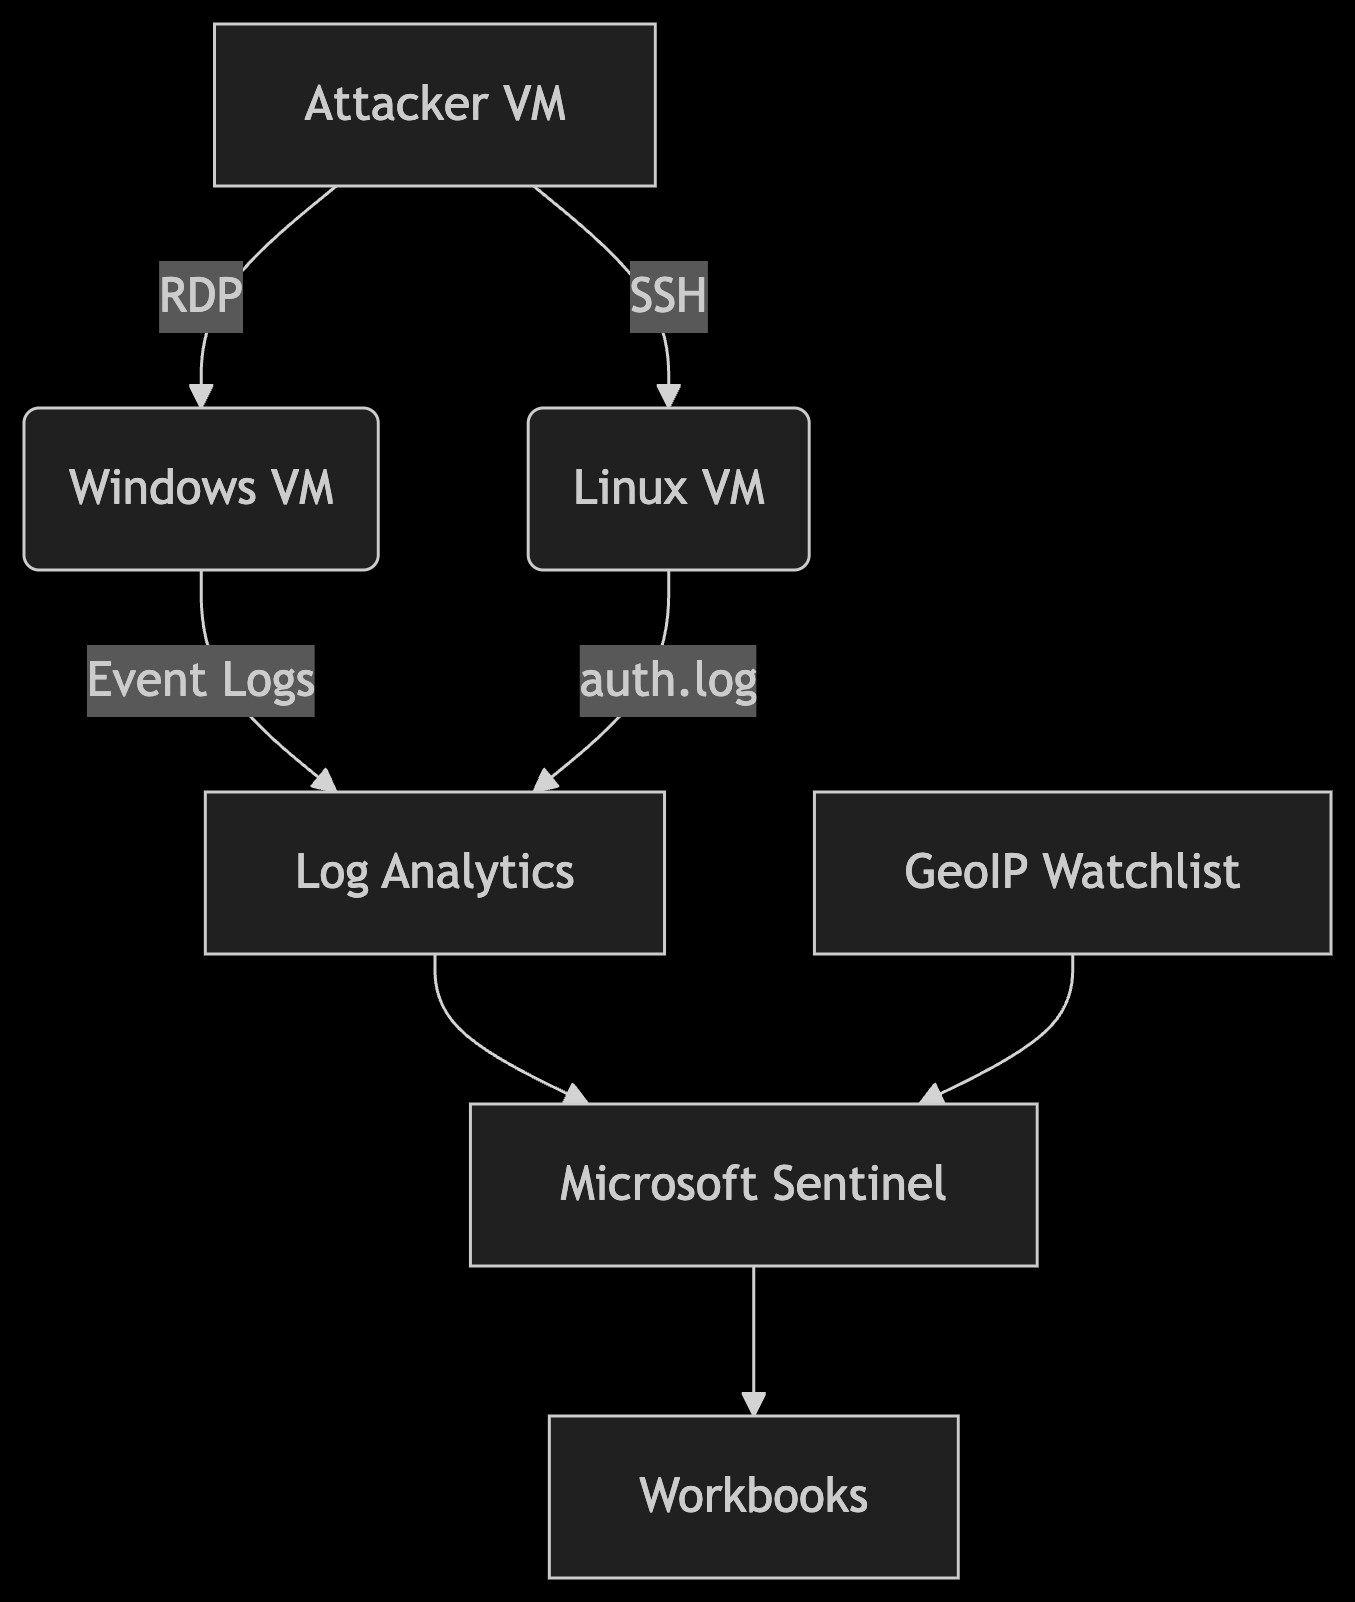 Attacker VM
RDP
SSH
Windows VM
Linux VM
Event Logs
auth.log
Log Analytics
GeoIP Watchlist
Microsoft Sentinel
Workbooks